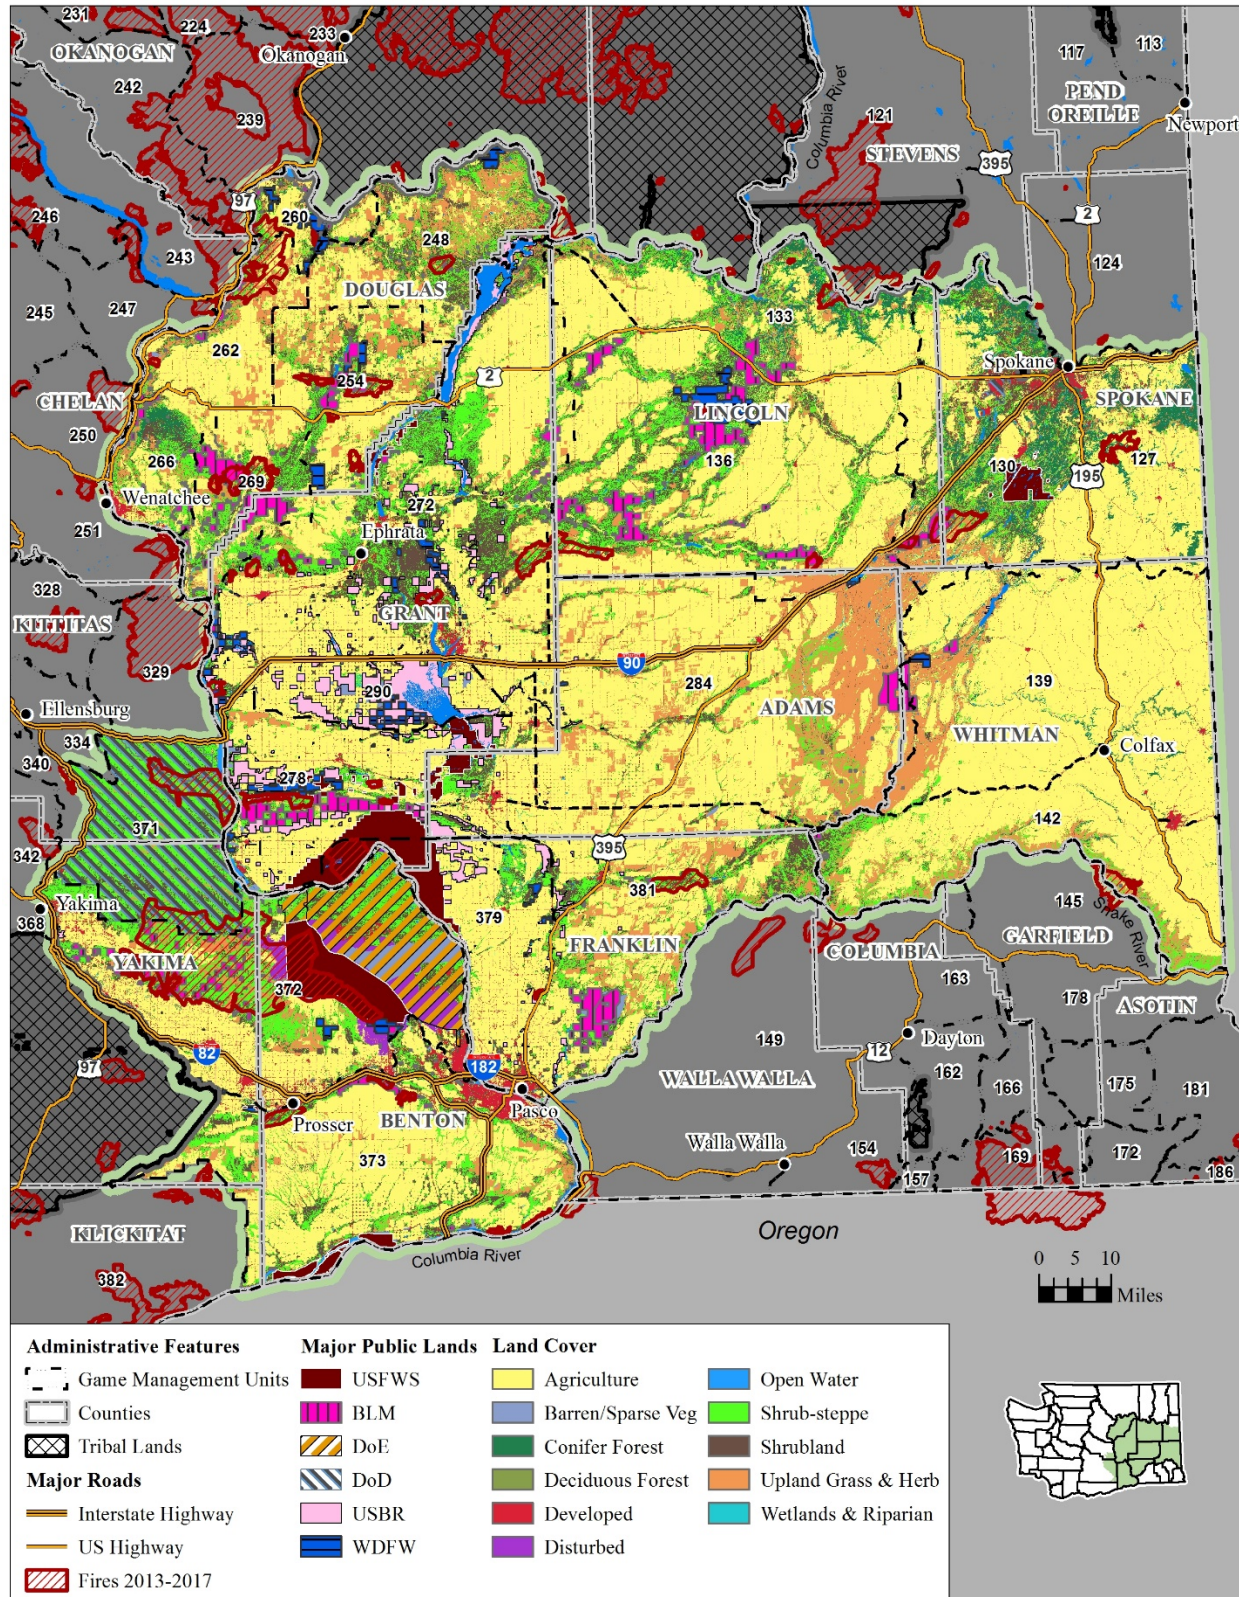 231
224
233
OKANOGAN
Okanogan
242
239
117
113
PEND
OREILLE
Newport
Columbia River
121
STEVENS
395
97
246
260
243
248
2
124
245
247
DOUGLAS
133
262
Spokane
2
254
CHELAN
LINCOLN
SPOKANE
250
266
136
130
127
269
195
Wenatchee
272
251
Ephrata
328
GRANT
KITTITAS
329
90
290
284
139
ADAMS
Ellensburg
WHITMAN
334
Colfax
340
278
371
142
395
342
381
145
Yakima
379
368
Snake River
FRANKLIN
GARFIELD
YAKIMA
COLUMBIA
372
163
178
ASOTIN
149
Dayton
12
82
97
182
162
166
175
181
WALLA WALLA
Pasco
Prosser
BENTON
Walla Walla
154
169
172
373
157
186
KLICKITAT
Oregon
Columbia River
382
0 5 10
Miles
Administrative Features
Game Management Units
Counties
Tribal Lands
Major Roads
Interstate Highway
US Highway
Fires 2013-2017
Major Public Lands
USFWS
BLM
DoE
DoD
USBR
WDFW
Land Cover
Agriculture
Barren/Sparse Veg
Conifer Forest
Deciduous Forest
Developed
Disturbed
Open Water
Shrub-steppe
Shrubland
Upland Grass & Herb
Wetlands & Riparian